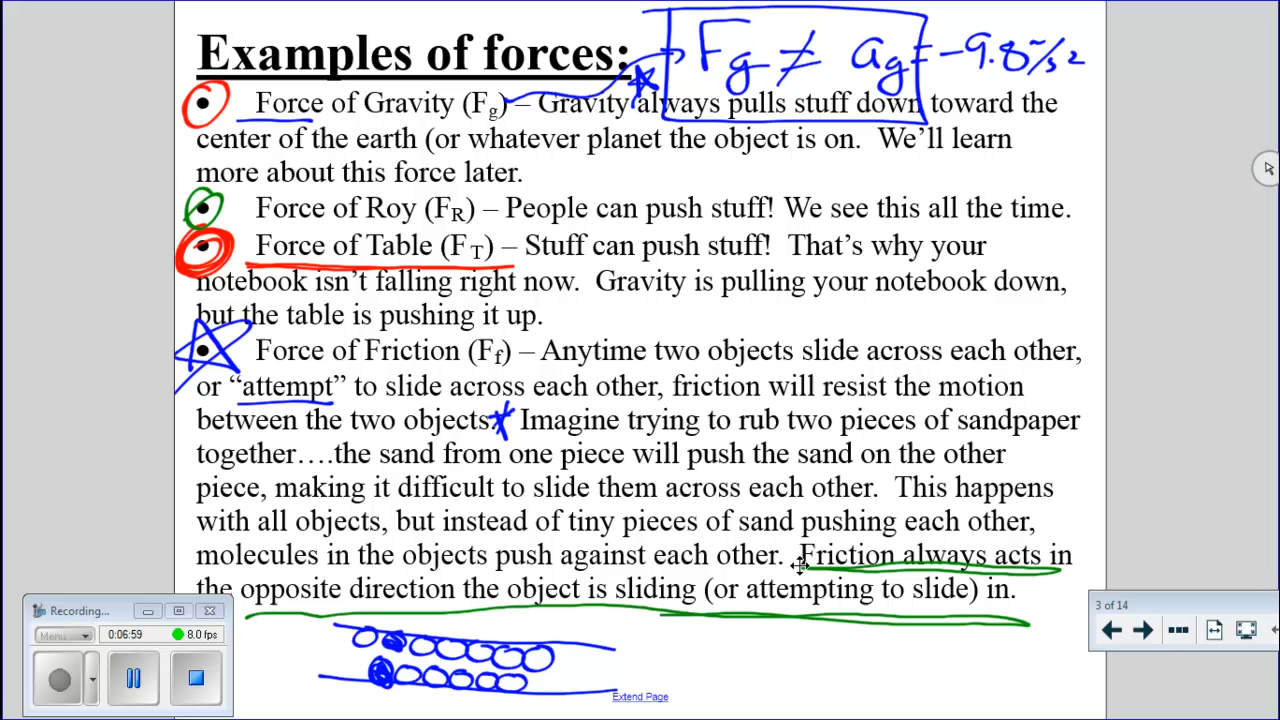 Examples of forces:
Fg ≠ ag = -9.8 m/s2
• Force of Gravity (Fg) – Gravity always pulls stuff down toward the
center of the earth (or whatever planet the object is on. We’ll learn
more about this force later.
• Force of Roy (FR) – People can push stuff! We see this all the time.
• Force of Table (FT) – Stuff can push stuff! That’s why your
notebook isn’t falling right now. Gravity is pulling your notebook down,
but the table is pushing it up.
• Force of Friction (Ff) – Anytime two objects slide across each other,
or “attempt” to slide across each other, friction will resist the motion
between the two objects. Imagine trying to rub two pieces of sandpaper
together….the sand from one piece will push the sand on the other
piece, making it difficult to slide them across each other. This happens
with all objects, but instead of tiny pieces of sand pushing each other,
molecules in the objects push against each other. Friction always acts in
the opposite direction the object is sliding (or attempting to slide) in.
Recording...
Menu
0:06:59
8.0 fps
3 of 14
Extend Page